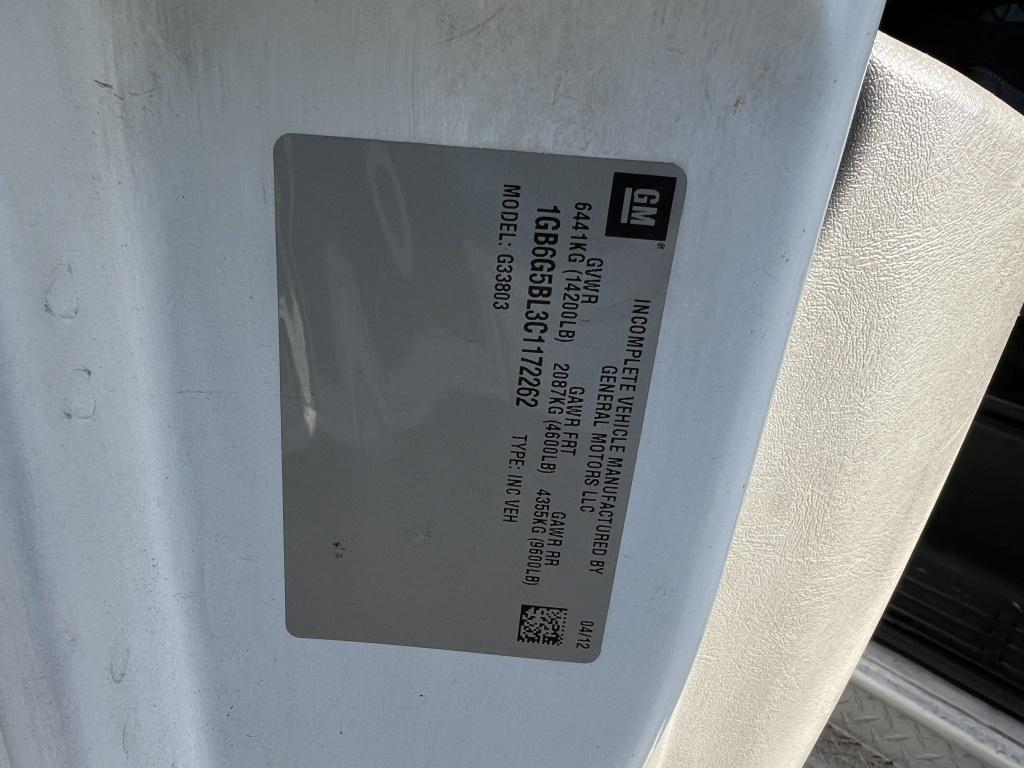 GM®
INCOMPLETE VEHICLE MANUFACTURED BY
GENERAL MOTORS LLC
04/12
GVWR GAWR FRT GAWR RR
6441KG (14200LB) 2087KG (4600LB) 4355KG (9600LB)
1GB6G5BL3C1172262
MODEL: G33803 TYPE: INC VEH